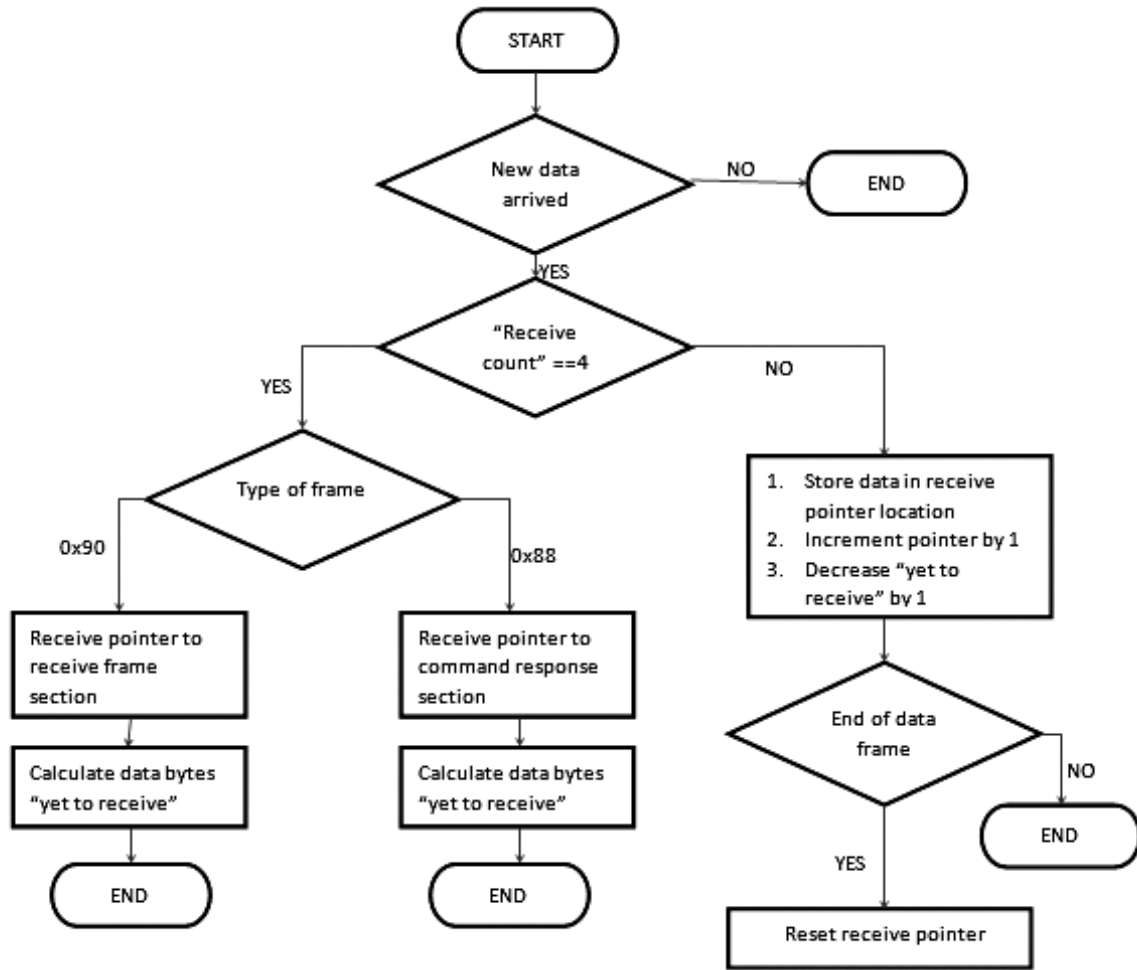 START
New data
arrived
NO
END
YES
“Receive
count” ==4
YES
NO
Type of frame
0x90
0x88
1. Store data in receive
pointer location
2. Increment pointer by 1
3. Decrease “yet to
receive” by 1
Receive pointer to
receive frame
section
Receive pointer to
command response
section
End of data
frame
NO
Calculate data bytes
“yet to receive”
Calculate data bytes
“yet to receive”
END
YES
END
END
Reset receive pointer